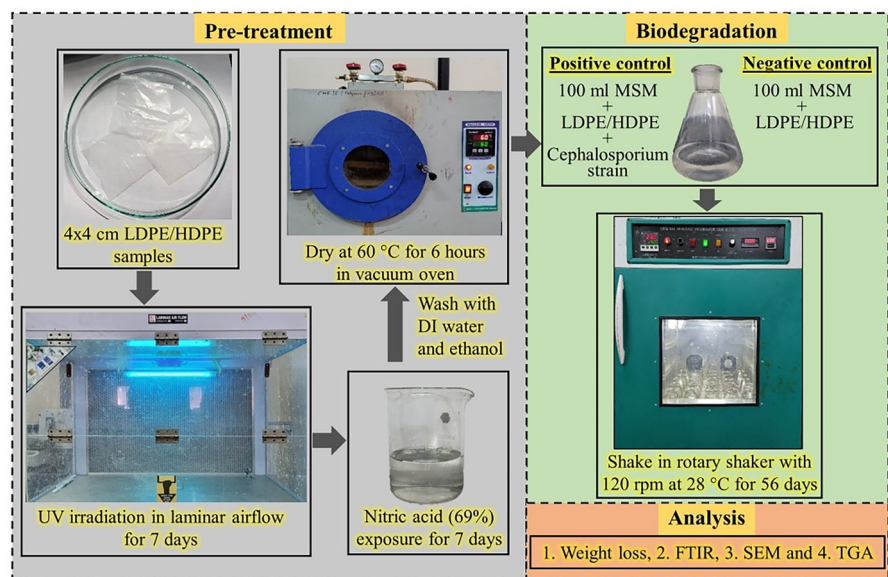 Pre-treatment
4x4 cm LDPE/HDPE
samples
UV irradiation in laminar airflow
for 7 days
LAMINAR AIR FLOW
Nitric acid (69%)
exposure for 7 days
Wash with
DI water
and ethanol
Dry at 60 °C for 6 hours
in vacuum oven
Biodegradation
Positive control
100 ml MSM
+
LDPE/HDPE
+
Cephalosporium
strain
Negative control
100 ml MSM
+
LDPE/HDPE
Shake in rotary shaker with
120 rpm at 28 °C for 56 days
Analysis
1. Weight loss, 2. FTIR, 3. SEM and 4. TGA